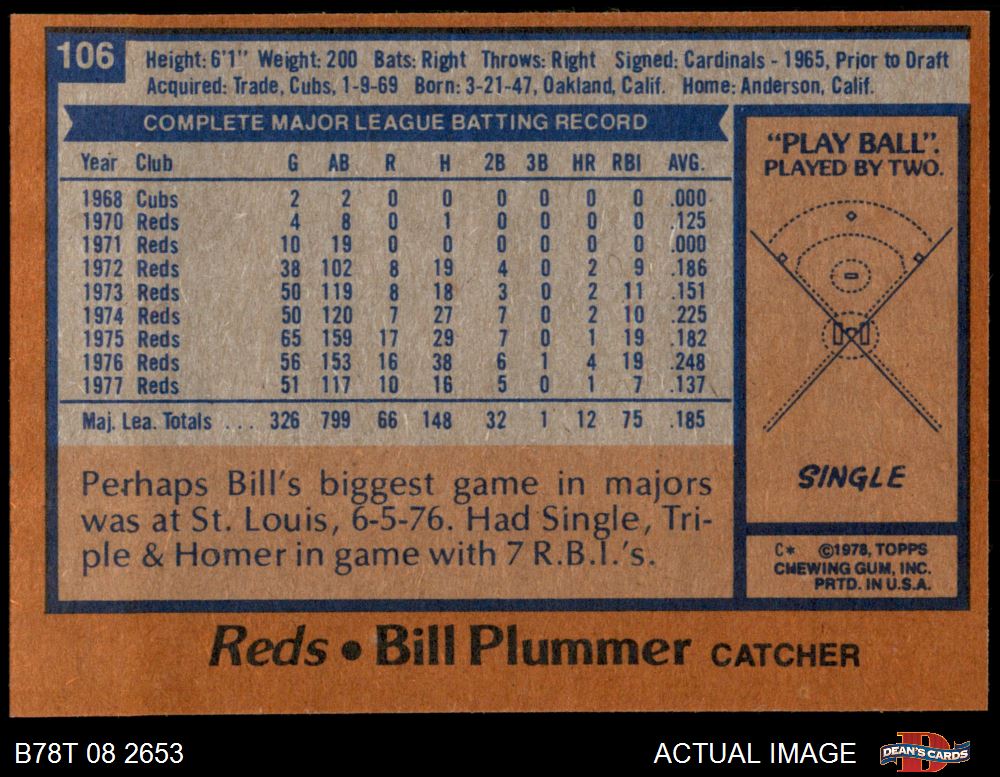 106
Height: 6'1" Weight: 200 Bats: Right Throws: Right Signed: Cardinals - 1965, Prior to Draft
Acquired: Trade, Cubs, 1-9-69 Born: 3-21-47, Oakland, Calif. Home: Anderson, Calif.
COMPLETE MAJOR LEAGUE BATTING RECORD
Year Club G AB R H 2B 3B HR RBI AVG.
1968 Cubs 2 2 0 0 0 0 0 0 .000
1970 Reds 4 8 0 1 0 0 0 0 .125
1971 Reds 10 19 0 0 0 0 0 0 .000
1972 Reds 38 102 8 19 4 0 2 9 .186
1973 Reds 50 119 8 18 3 0 2 11 .151
1974 Reds 50 120 7 27 7 0 2 10 .225
1975 Reds 65 159 17 29 7 0 1 19 .182
1976 Reds 56 153 16 38 6 1 4 19 .248
1977 Reds 51 117 10 16 5 0 1 7 .137
Maj. Lea. Totals ... 326 799 66 148 32 1 12 75 .185
Perhaps Bill's biggest game in majors
was at St. Louis, 6-5-76. Had Single, Tri-
ple & Homer in game with 7 R.B.I.'s.
"PLAY BALL".
PLAYED BY TWO.
SINGLE
C* ©1978, TOPPS
CHEWING GUM, INC.
PRTD. IN U.S.A.
Reds • Bill Plummer CATCHER
B78T 08 2653
ACTUAL IMAGE
DEAN'S CARDS